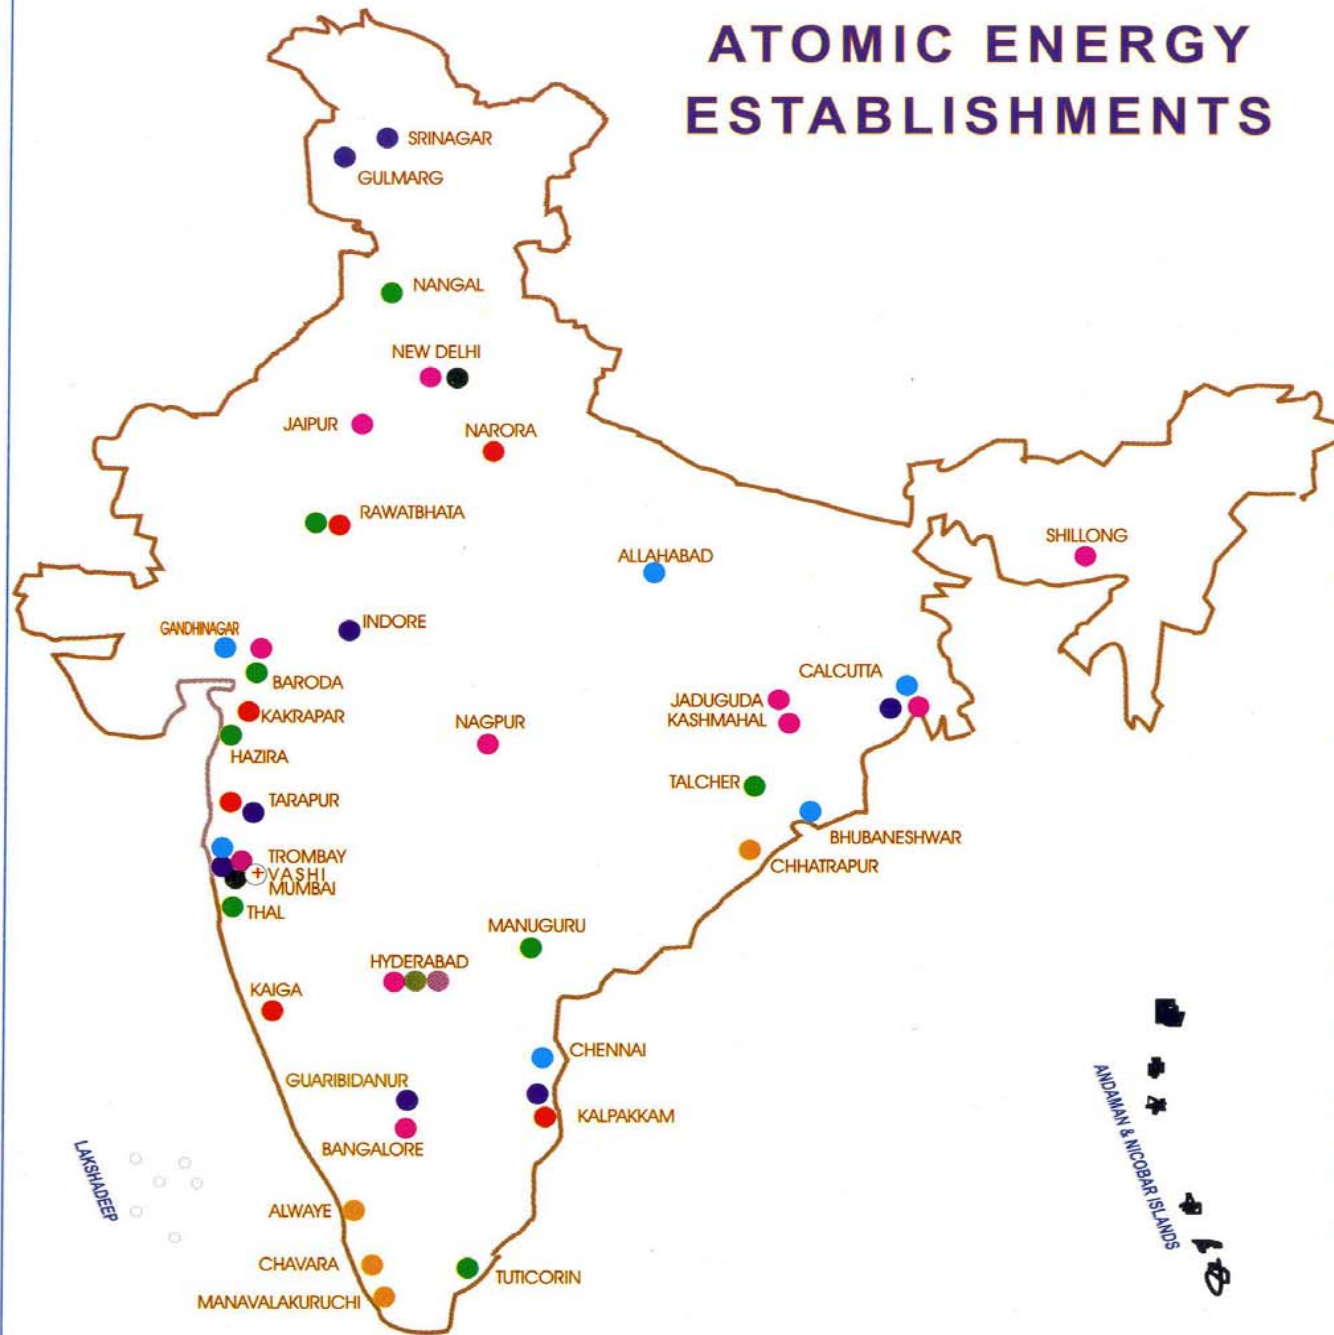 ATOMIC ENERGY
ESTABLISHMENTS
SRINAGAR
GULMARG
NANGAL
NEW DELHI
JAIPUR
NARORA
RAWATBHATA
SHILLONG
ALLAHABAD
GANDHINAGAR
INDORE
BARODA
CALCUTTA
JADUGUDA
KASHMAHAL
KAKRAPAR
NAGPUR
HAZIRA
TALCHER
TARAPUR
BHUBANESHWAR
TROMBAY
CHHATRAPUR
VASHI
MUMBAI
THAL
MANUGURU
HYDERABAD
KAIGA
CHENNAI
GUARIBIDANUR
KALPAKKAM
BANGALORE
LAKSHADEEP
ANDAMAN & NICOBAR ISLANDS
ALWAYE
CHAVARA
TUTICORIN
MANAVALAKURUCHI